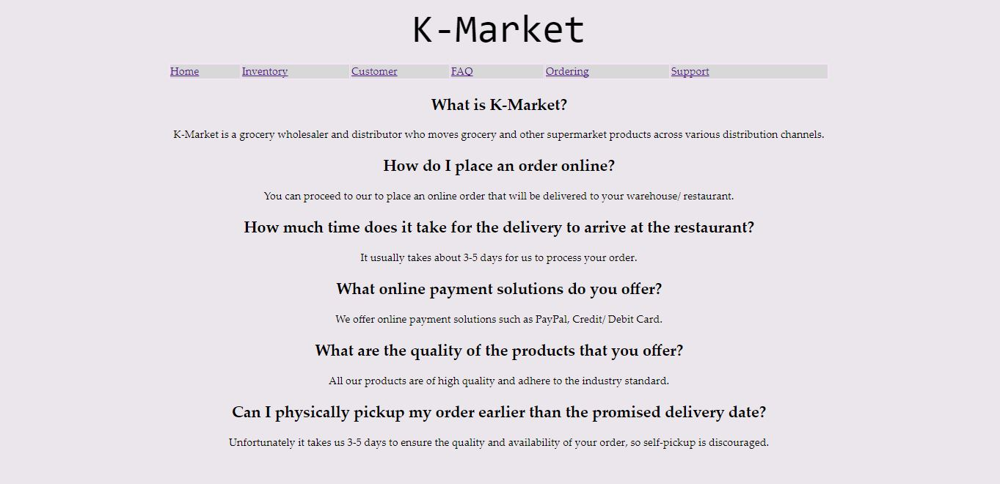 K-Market
Home Inventory Customer FAQ Ordering Support
What is K-Market?
K-Market is a grocery wholesaler and distributor who moves grocery and other supermarket products across various distribution channels.
How do I place an order online?
You can proceed to our to place an online order that will be delivered to your warehouse/ restaurant.
How much time does it take for the delivery to arrive at the restaurant?
It usually takes about 3-5 days for us to process your order.
What online payment solutions do you offer?
We offer online payment solutions such as PayPal, Credit/ Debit Card.
What are the quality of the products that you offer?
All our products are of high quality and adhere to the industry standard.
Can I physically pickup my order earlier than the promised delivery date?
Unfortunately it takes us 3-5 days to ensure the quality and availability of your order, so self-pickup is discouraged.